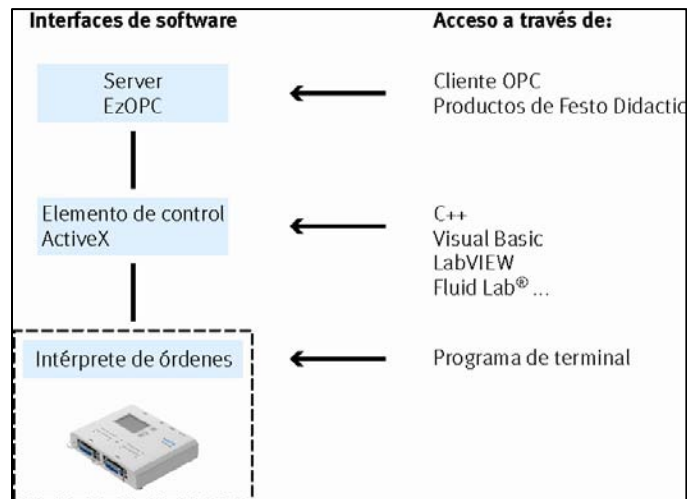 Interfaces de software
Acceso a través de:
Server
EzOPC
Cliente OPC
Productos de Festo Didactic
Elemento de control
ActiveX
C++
Visual Basic
LabVIEW
Fluid Lab® ...
Intérprete de órdenes
Programa de terminal